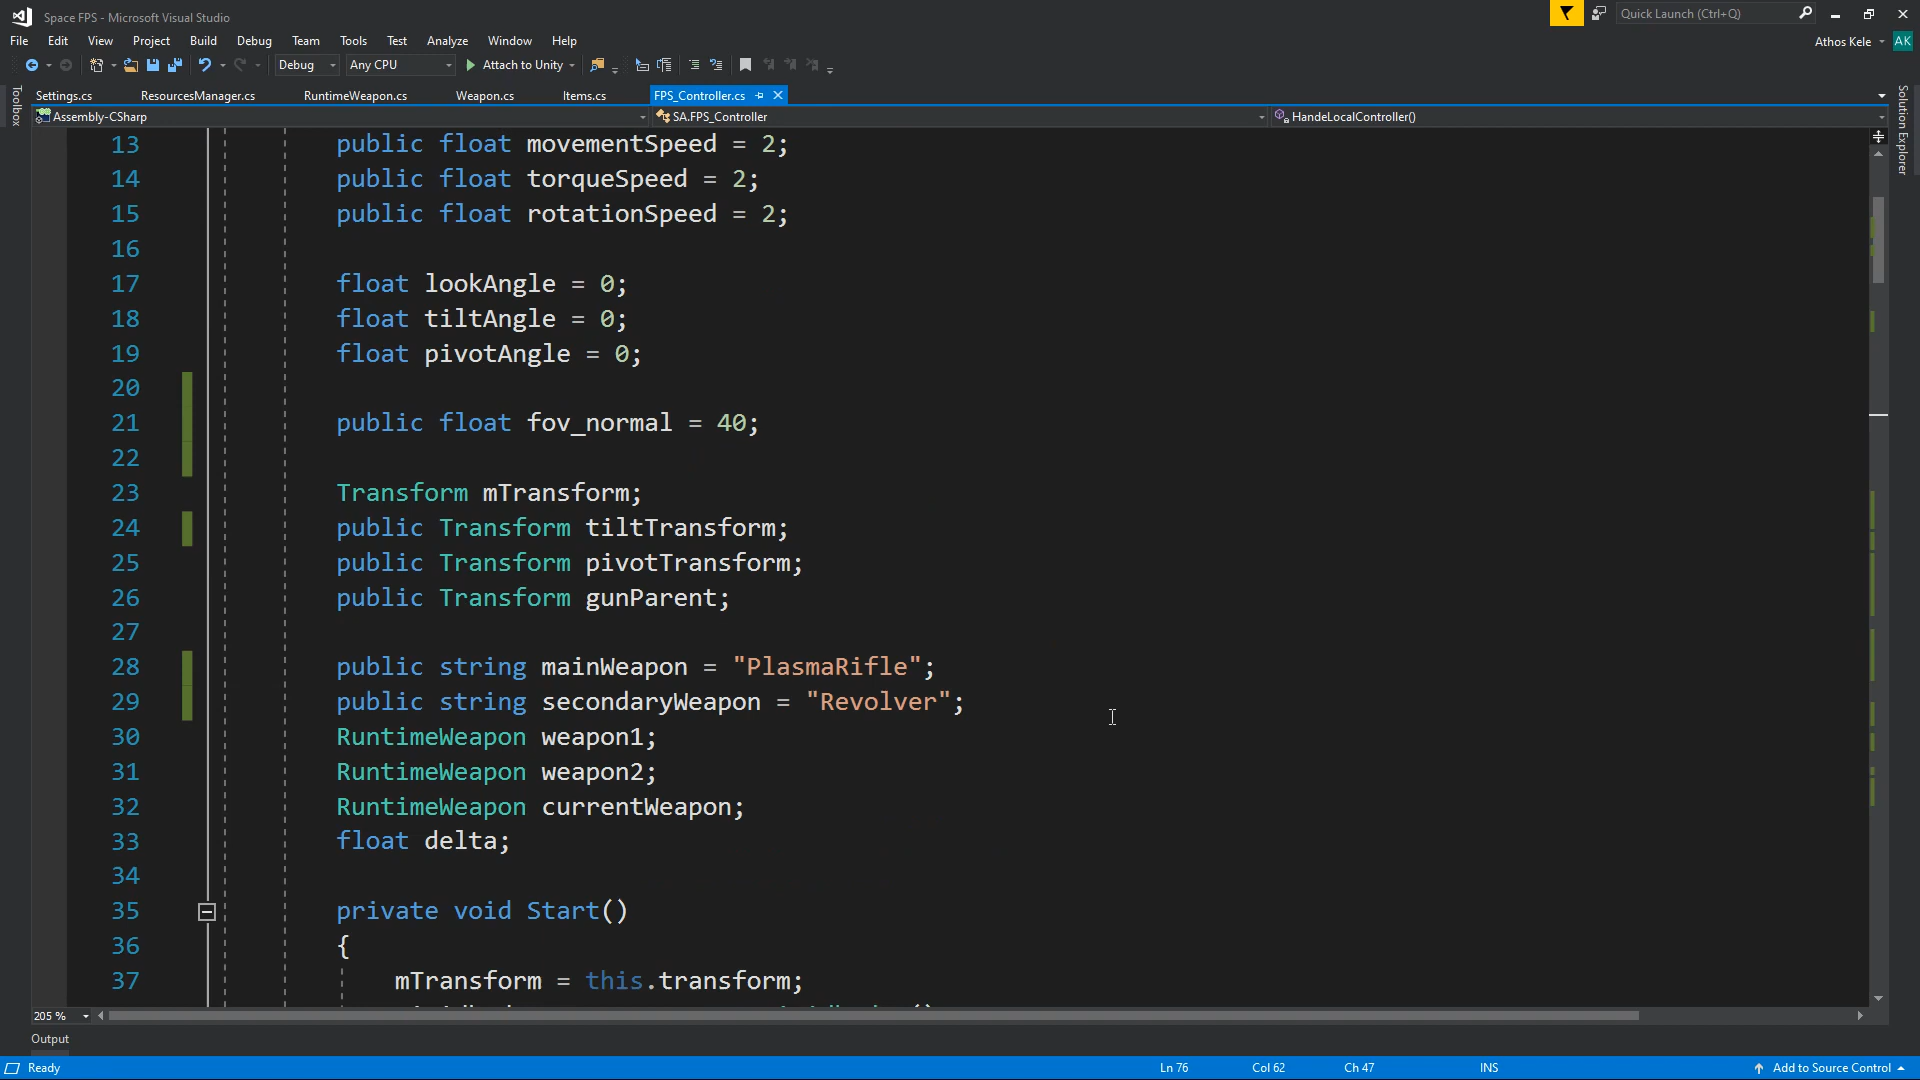 Space FPS - Microsoft Visual Studio
Quick Launch (Ctrl+Q)
File Edit View Project Build Debug Team Tools Test Analyze Window Help
Athos Kele AK
Debug Any CPU Attach to Unity
Toolbox
Solution Explorer
Settings.cs ResourcesManager.cs RuntimeWeapon.cs Weapon.cs Items.cs FPS_Controller.cs
Assembly-CSharp SA.FPS_Controller HandeLocalController()
13 public float movementSpeed = 2;
14 public float torqueSpeed = 2;
15 public float rotationSpeed = 2;
16
17 float lookAngle = 0;
18 float tiltAngle = 0;
19 float pivotAngle = 0;
20
21 public float fov_normal = 40;
22
23 Transform mTransform;
24 public Transform tiltTransform;
25 public Transform pivotTransform;
26 public Transform gunParent;
27
28 public string mainWeapon = "PlasmaRifle";
29 public string secondaryWeapon = "Revolver";
30 RuntimeWeapon weapon1;
31 RuntimeWeapon weapon2;
32 RuntimeWeapon currentWeapon;
33 float delta;
34
35 private void Start()
36 {
37 mTransform = this.transform;
205 %
Output
Ready Ln 76 Col 62 Ch 47 INS Add to Source Control